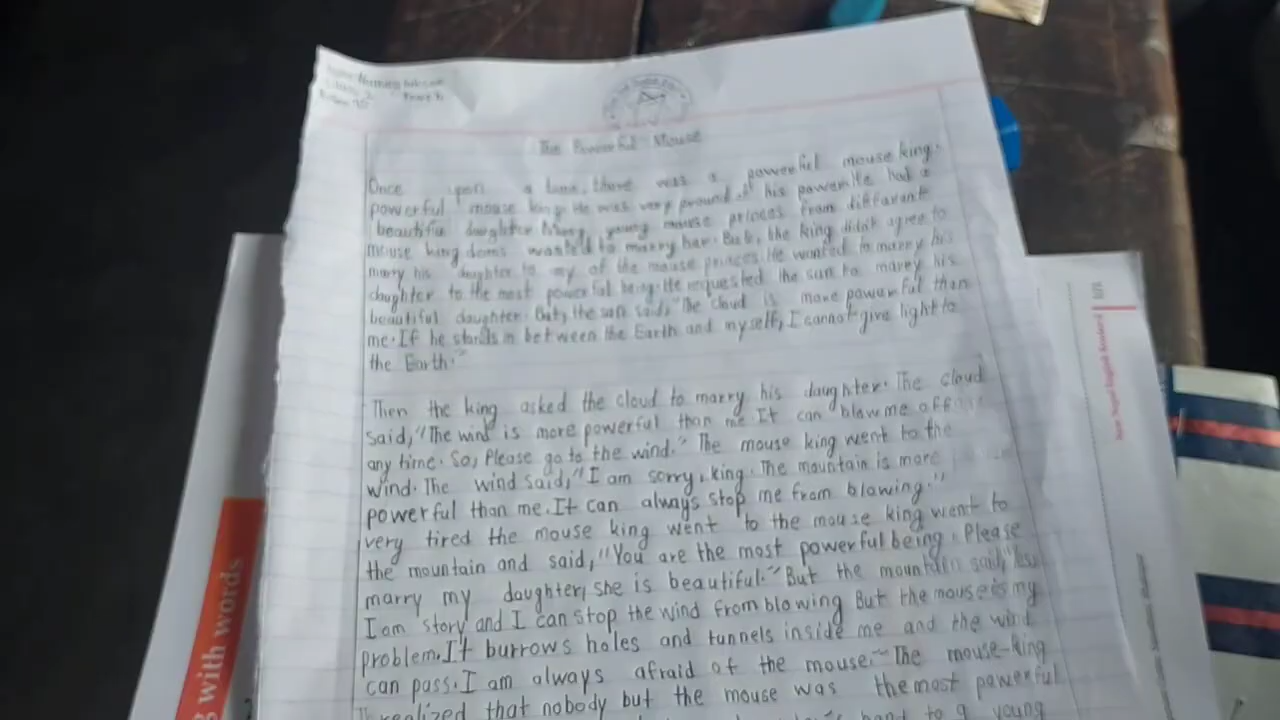 The Powerful Mouse
Once upon a time, there was a powerful mouse king.
powerful mouse king. He was very pround of his power. He had a
beautiful daughter. Many, young mouse princes from different
mouse king doms wanted to marry her. But, the king didn't agree to
marry his daughter to my of the mouse princes. He wanted to marry his
daughter to the most powerful being. He requested the sun to marry his
beautiful daughter. But, the sun said, "The cloud is more powerful than
me. If he stands in between the Earth and myself, I cannot give light to
the Earth."
Then the king asked the cloud to marry his daughter. The cloud
said, "The wind is more powerful than me. It can blow me
any time. So, Please go to the wind." The mouse king went to the
wind. The wind said, "I am sorry, king. The mountain is more
powerful than me. It can always stop me from blowing."
very tired the mouse king went to the mouse king went to
the mountain and said, "You are the most powerful being. Please
marry my daughter, she is beautiful." But the mountain said, "Yes,
I am story and I can stop the wind from blowing But the mouse is my
problem. It burrows holes and tunnels inside me and the wind
can pass. I am always afraid of the mouse." The mouse-king
realized that nobody but the mouse was the most powerful
hand to a young
g with words